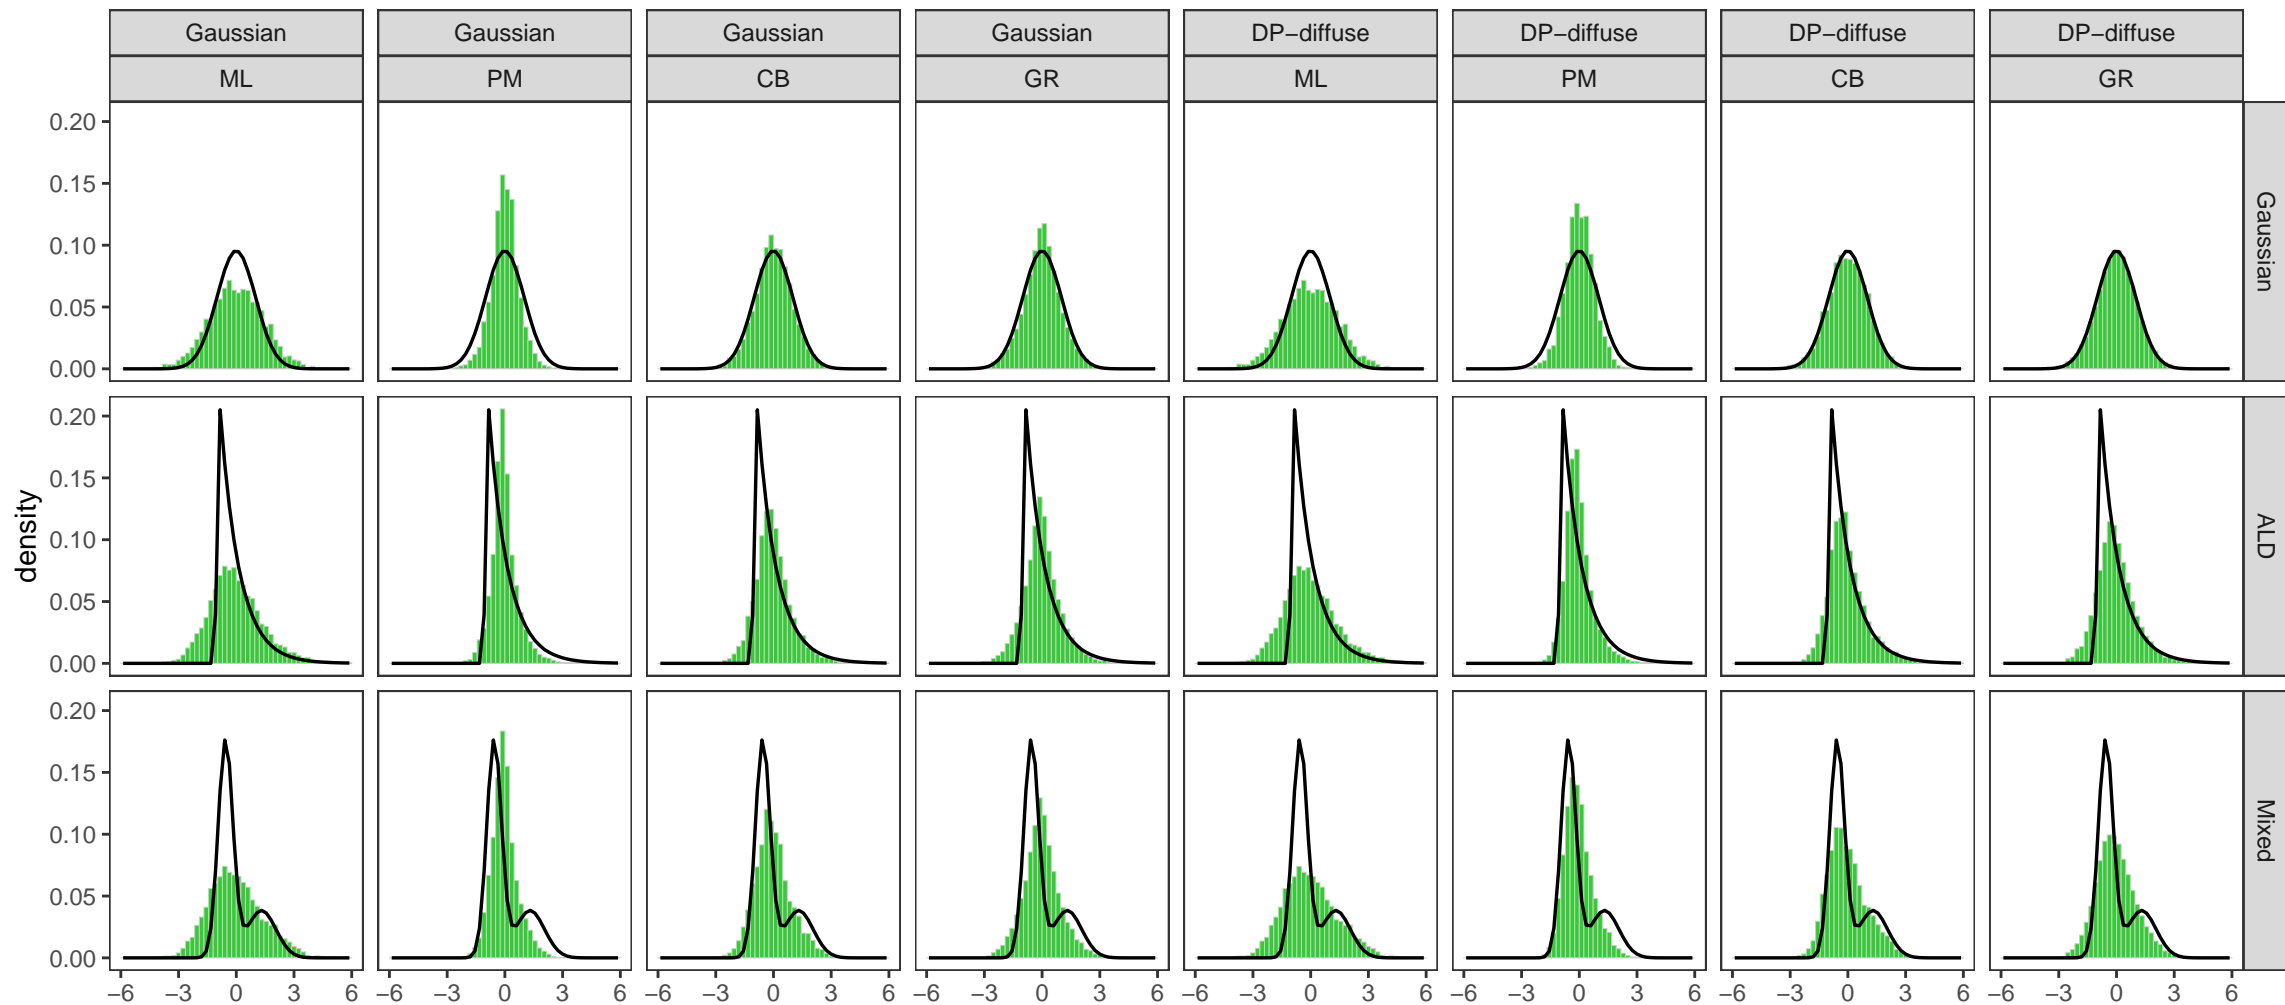 Gaussian Gaussian Gaussian Gaussian DP−diffuse DP−diffuse DP−diffuse DP−diffuse
ML PM CB GR ML PM CB GR
0.20
0.15
0.10
0.05
0.00
Gaussian
0.20
0.15
0.10
0.05
0.00
ALD
density
0.20
0.15
0.10
0.05
0.00
Mixed
−6 −3 0 3 6 −6 −3 0 3 6 −6 −3 0 3 6 −6 −3 0 3 6 −6 −3 0 3 6 −6 −3 0 3 6 −6 −3 0 3 6 −6 −3 0 3 6